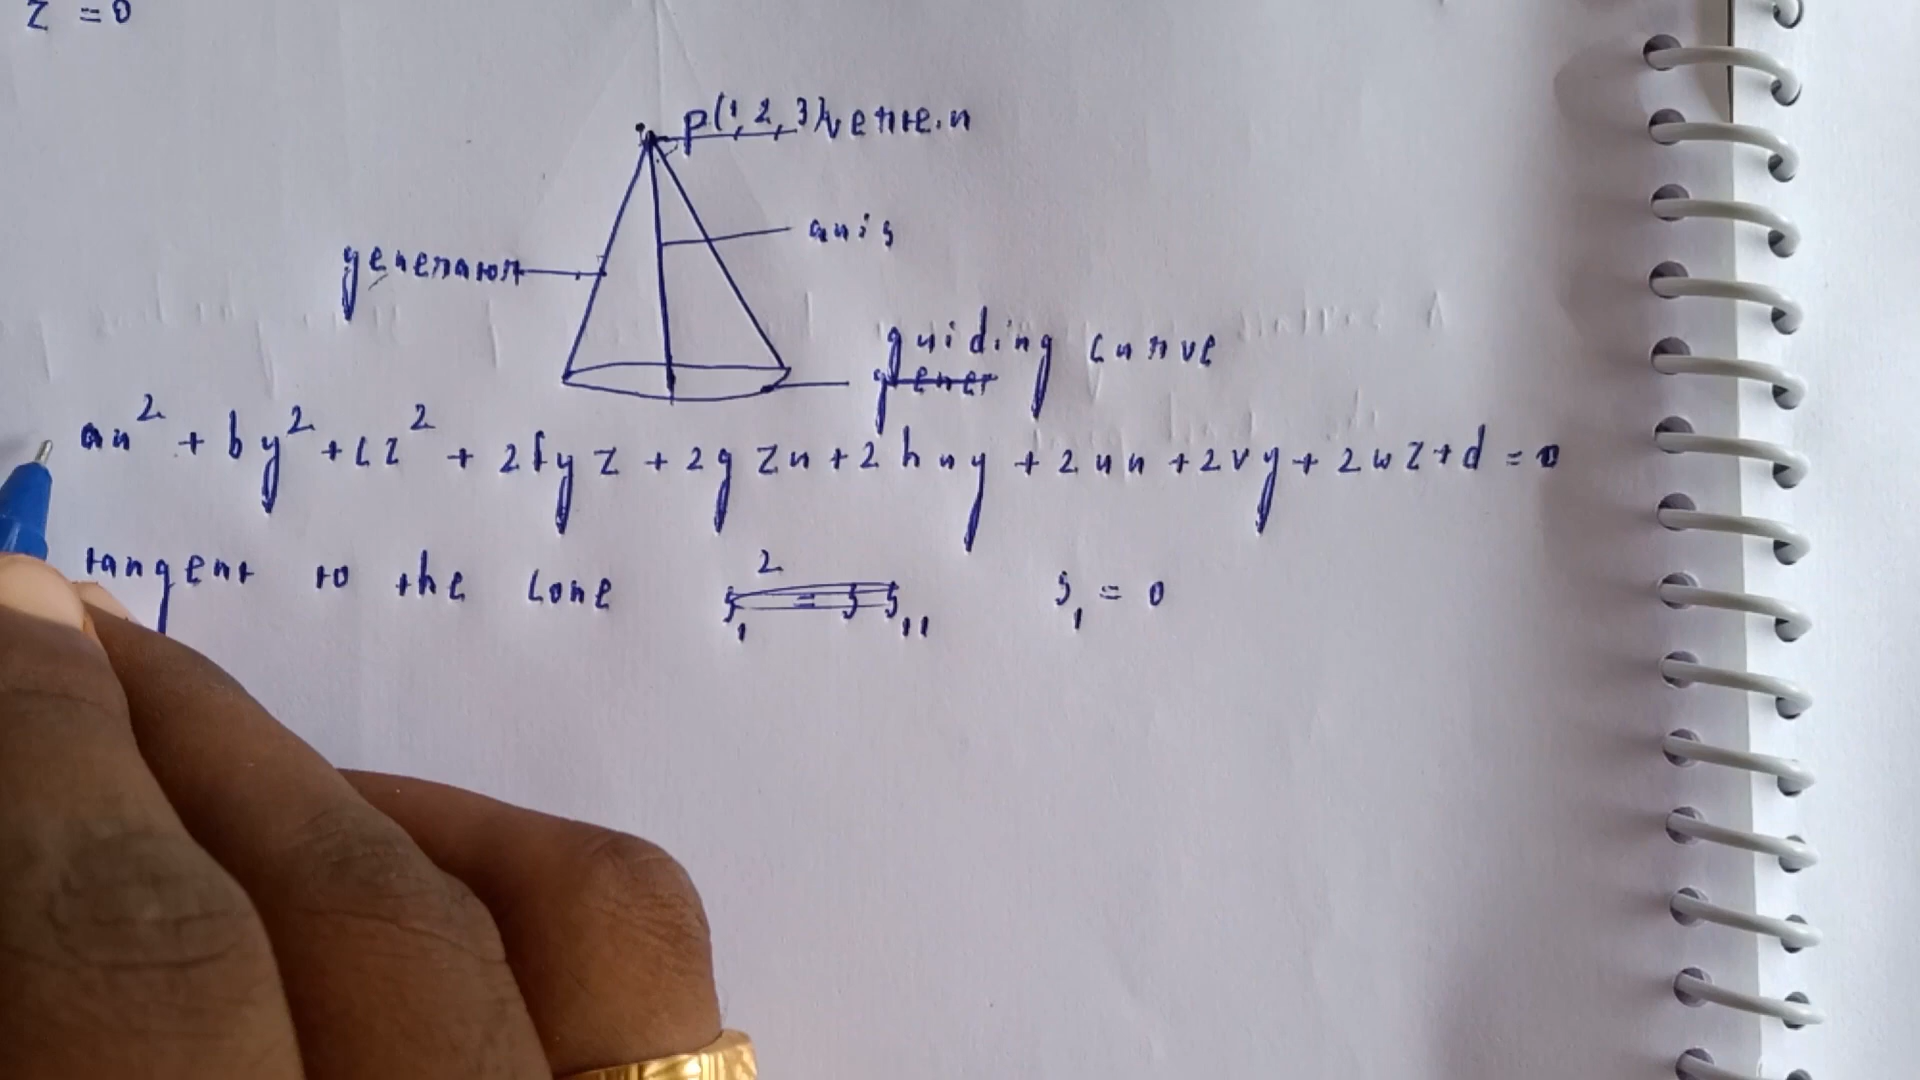 z = 0
P(1, 2, 3) vertex
axis
generator
guiding curve
gener
ax² + by² + cz² + 2fyz + 2gzx + 2hxy + 2ux + 2vy + 2wz + d = 0
tangent to the cone S₁² = S S₁₁ S₁ = 0